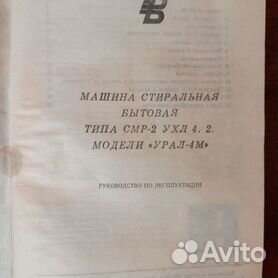 МАШИНА СТИРАЛЬНАЯ
БЫТОВАЯ
ТИПА СМР-2 УХЛ 4. 2.
МОДЕЛИ «УРАЛ-4М»
РУКОВОДСТВО ПО ЭКСПЛУАТАЦИИ
Avito